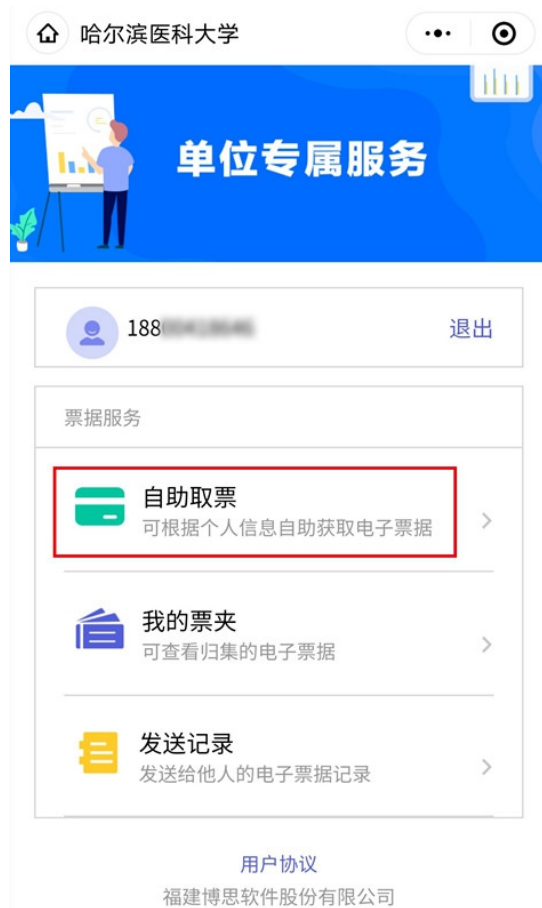 哈尔滨医科大学
单位专属服务
188
退出
票据服务
自助取票
可根据个人信息自助获取电子票据
我的票夹
可查看归集的电子票据
发送记录
发送给他人的电子票据记录
用户协议
福建博思软件股份有限公司